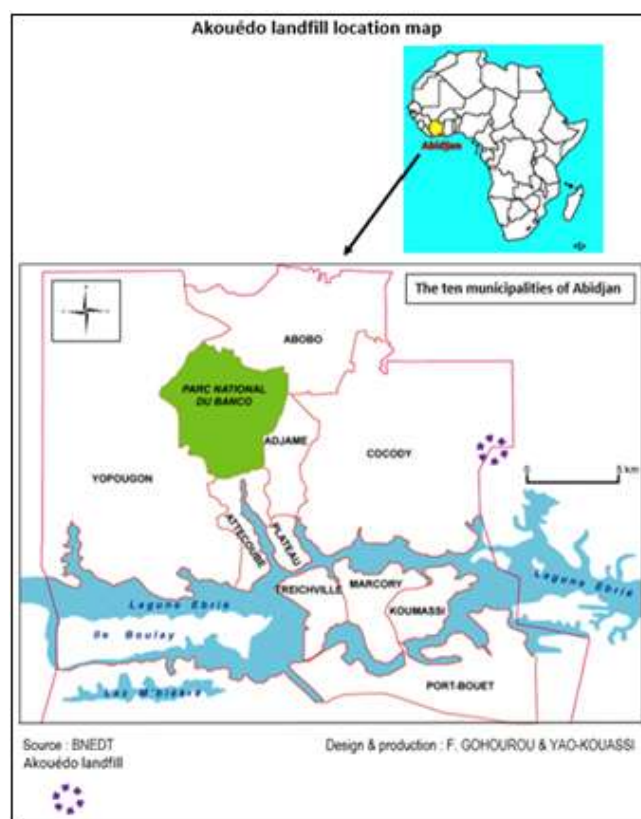 Akouédo landfill location map
Abidjan
The ten municipalities of Abidjan
ABOBO
PARC NATIONAL
DU BANCO
ADJAME
COCODY
YOPOUGON
0 5 km
ATTECOUBE
PLATEAU
TREICHVILLE
MARCORY
KOUMASSI
Lagune Ebrié
Lagune Ebrié
Ile Boulay
PORT-BOUET
Source : BNEDT
Design & production : F. GOHOUROU & YAO-KOUASSI
Akouédo landfill